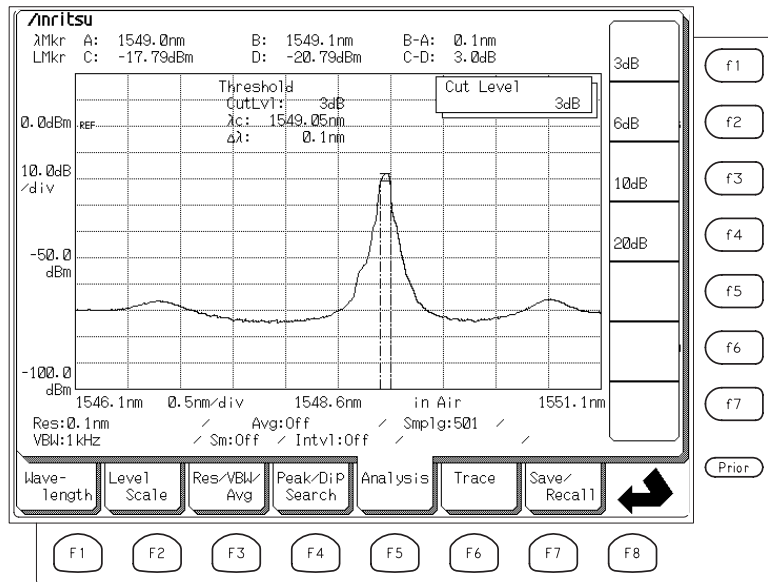 Anritsu
λMkr A: 1549.0nm B: 1549.1nm B-A: 0.1nm
LMkr C: -17.79dBm D: -20.79dBm C-D: 3.0dB
Threshold
CutLvl: 3dB
λc: 1549.05nm
Δλ: 0.1nm
Cut Level
3dB
0.0dBm REF
10.0dB
/div
-50.0
dBm
-100.0
dBm
1546.1nm 0.5nm/div 1548.6nm in Air 1551.1nm
Res:0.1nm / Avg:Off / Smplg:501 /
VBW:1kHz / Sm:Off / Intvl:Off / /
3dB
6dB
10dB
20dB
f1
f2
f3
f4
f5
f6
f7
Prior
Wave-
length
Level
Scale
Res/VBW/
Avg
Peak/Dip
Search
Analysis
Trace
Save/
Recall
F1 F2 F3 F4 F5 F6 F7 F8